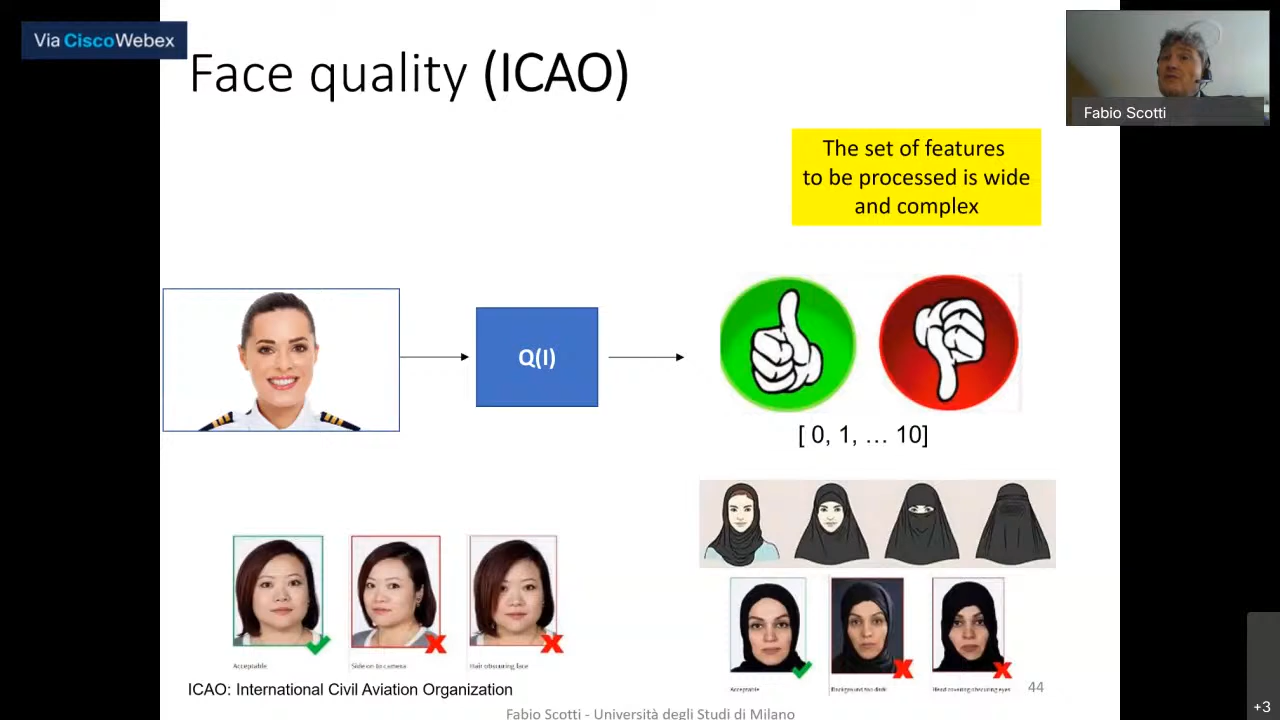 Via CiscoWebex
Face quality (ICAO)
Fabio Scotti
The set of features
to be processed is wide
and complex
Q(I)
[ 0, 1, … 10]
Acceptable
Side on to camera
Hair obscuring face
Acceptable
Background too dark
Head covering obscuring eyes
ICAO: International Civil Aviation Organization
44
Fabio Scotti - Università degli Studi di Milano
+3